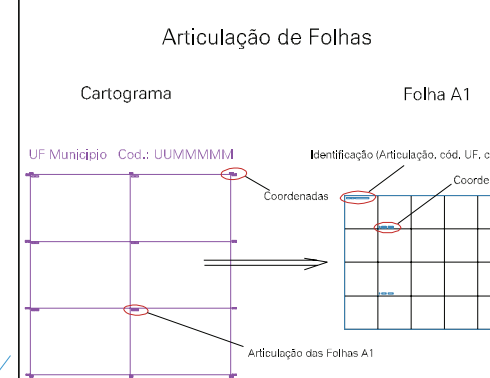 Articulação de Folhas
Cartograma
Folha A1
UF Município Cod.: UUMMMMM
Identificação (Articulação, cód. UF, c
Coordenadas
Coorde
Articulação das Folhas A1